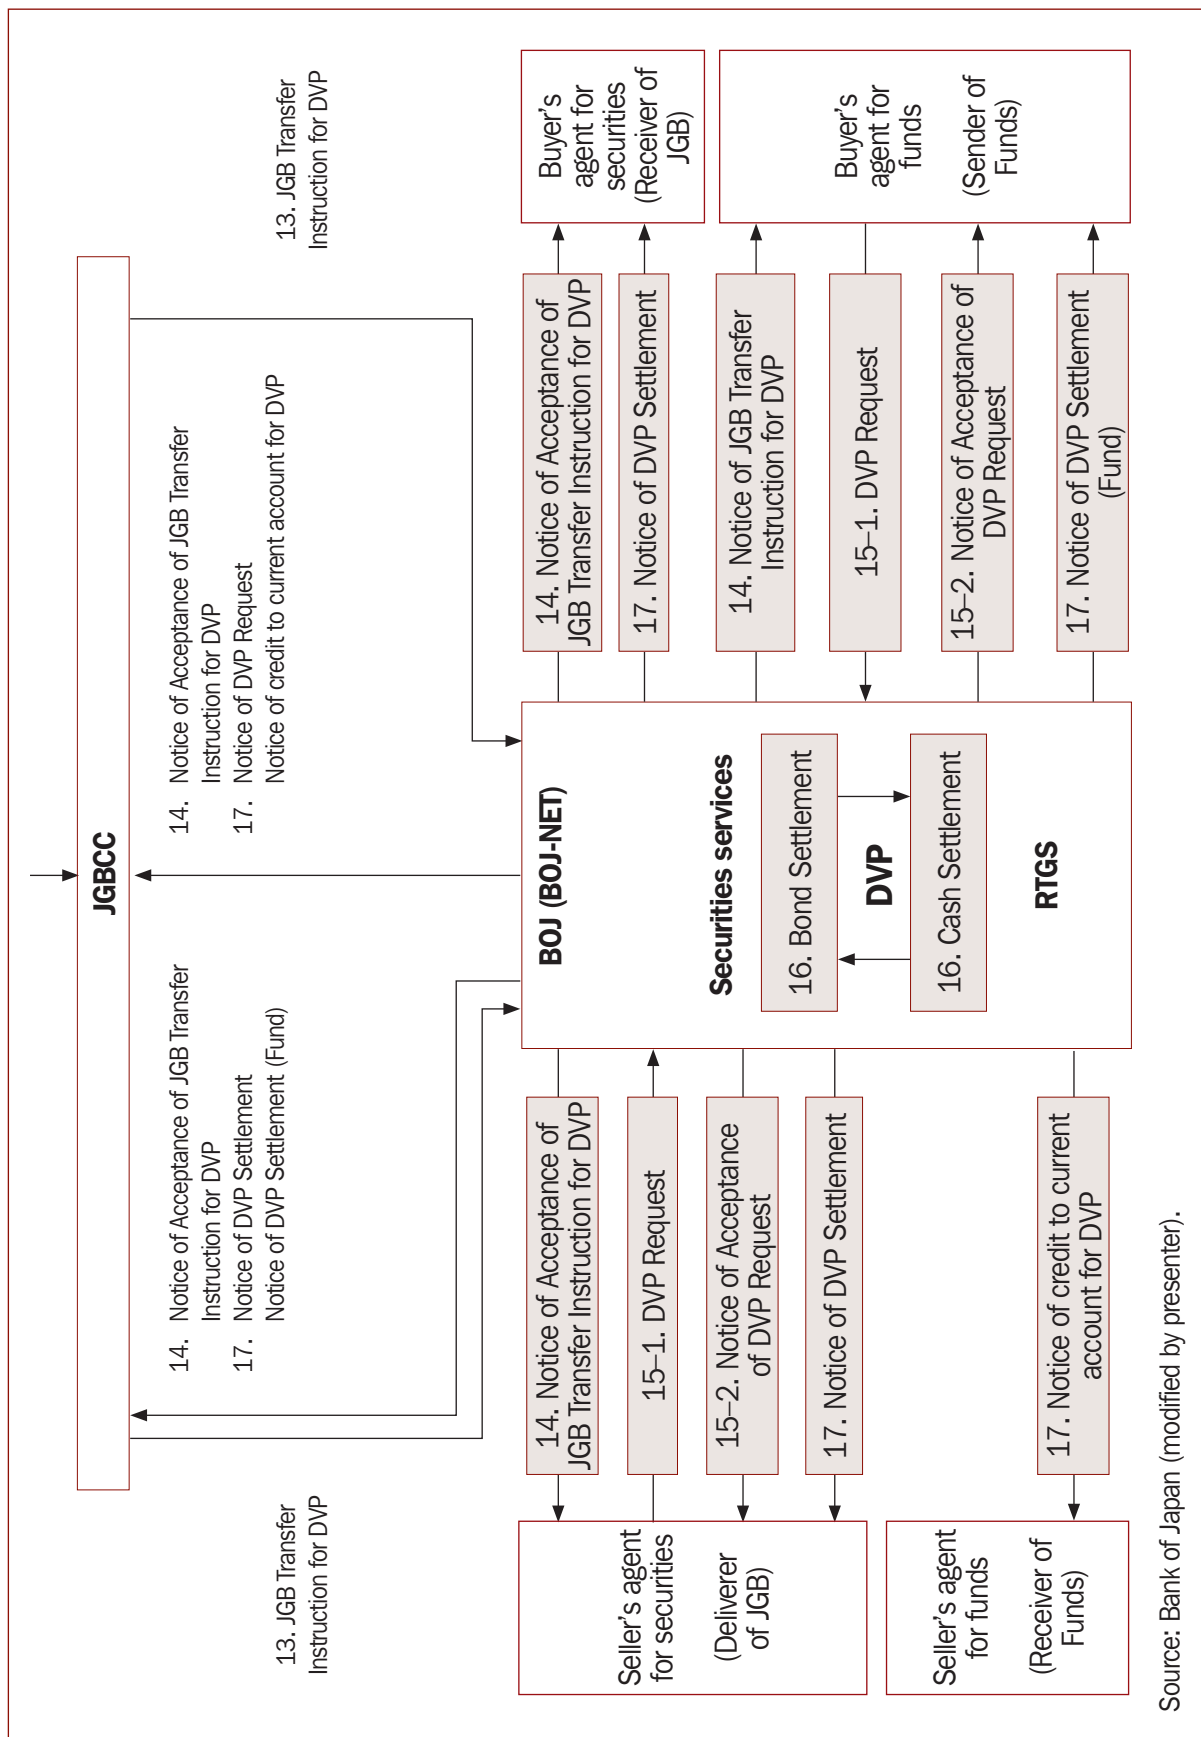 JGBCC
13. JGB Transfer
Instruction for DVP
14. Notice of Acceptance of JGB Transfer
Instruction for DVP
17. Notice of DVP Settlement
Notice of DVP Settlement (Fund)
14. Notice of Acceptance of JGB Transfer
Instruction for DVP
17. Notice of DVP Request
Notice of credit to current account for DVP
13. JGB Transfer
Instruction for DVP
Seller's agent
for securities
(Deliverer
of JGB)
Seller's agent
for funds
(Receiver of
Funds)
14. Notice of Acceptance of
JGB Transfer Instruction for DVP
15–1. DVP Request
15–2. Notice of Acceptance
of DVP Request
17. Notice of DVP Settlement
17. Notice of credit to current
account for DVP
BOJ (BOJ-NET)
Securities services
16. Bond Settlement
DVP
16. Cash Settlement
RTGS
14. Notice of Acceptance of
JGB Transfer Instruction for DVP
17. Notice of DVP Settlement
14. Notice of JGB Transfer
Instruction for DVP
15–1. DVP Request
15–2. Notice of Acceptance of
DVP Request
17. Notice of DVP Settlement
(Fund)
Buyer's
agent for
securities
(Receiver of
JGB)
Buyer's
agent for
funds
(Sender of
Funds)
Source: Bank of Japan (modified by presenter).